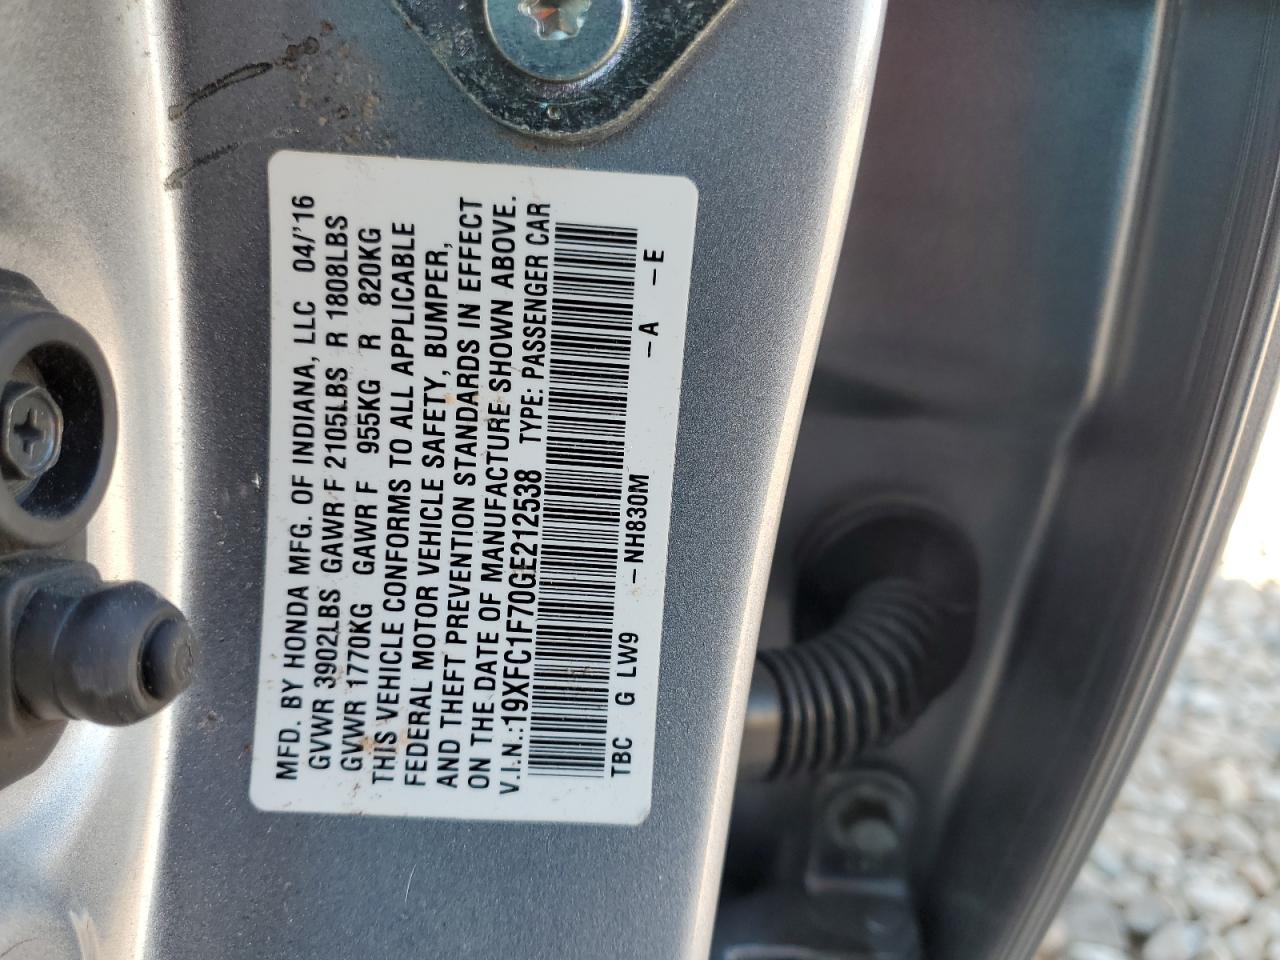 MFD. BY HONDA MFG. OF INDIANA, LLC 04/'16
GVWR 3902LBS GAWR F 2105LBS R 1808LBS
GVWR 1770KG GAWR F 955KG R 820KG
THIS VEHICLE CONFORMS TO ALL APPLICABLE
FEDERAL MOTOR VEHICLE SAFETY, BUMPER,
AND THEFT PREVENTION STANDARDS IN EFFECT
ON THE DATE OF MANUFACTURE SHOWN ABOVE.
V.I.N.:19XFC1F70GE212538 TYPE: PASSENGER CAR
TBC G LW9 -NH830M -A -E